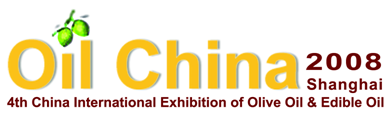 Oil China 2008
Shanghai
4th China International Exhibition of Olive Oil & Edible Oil